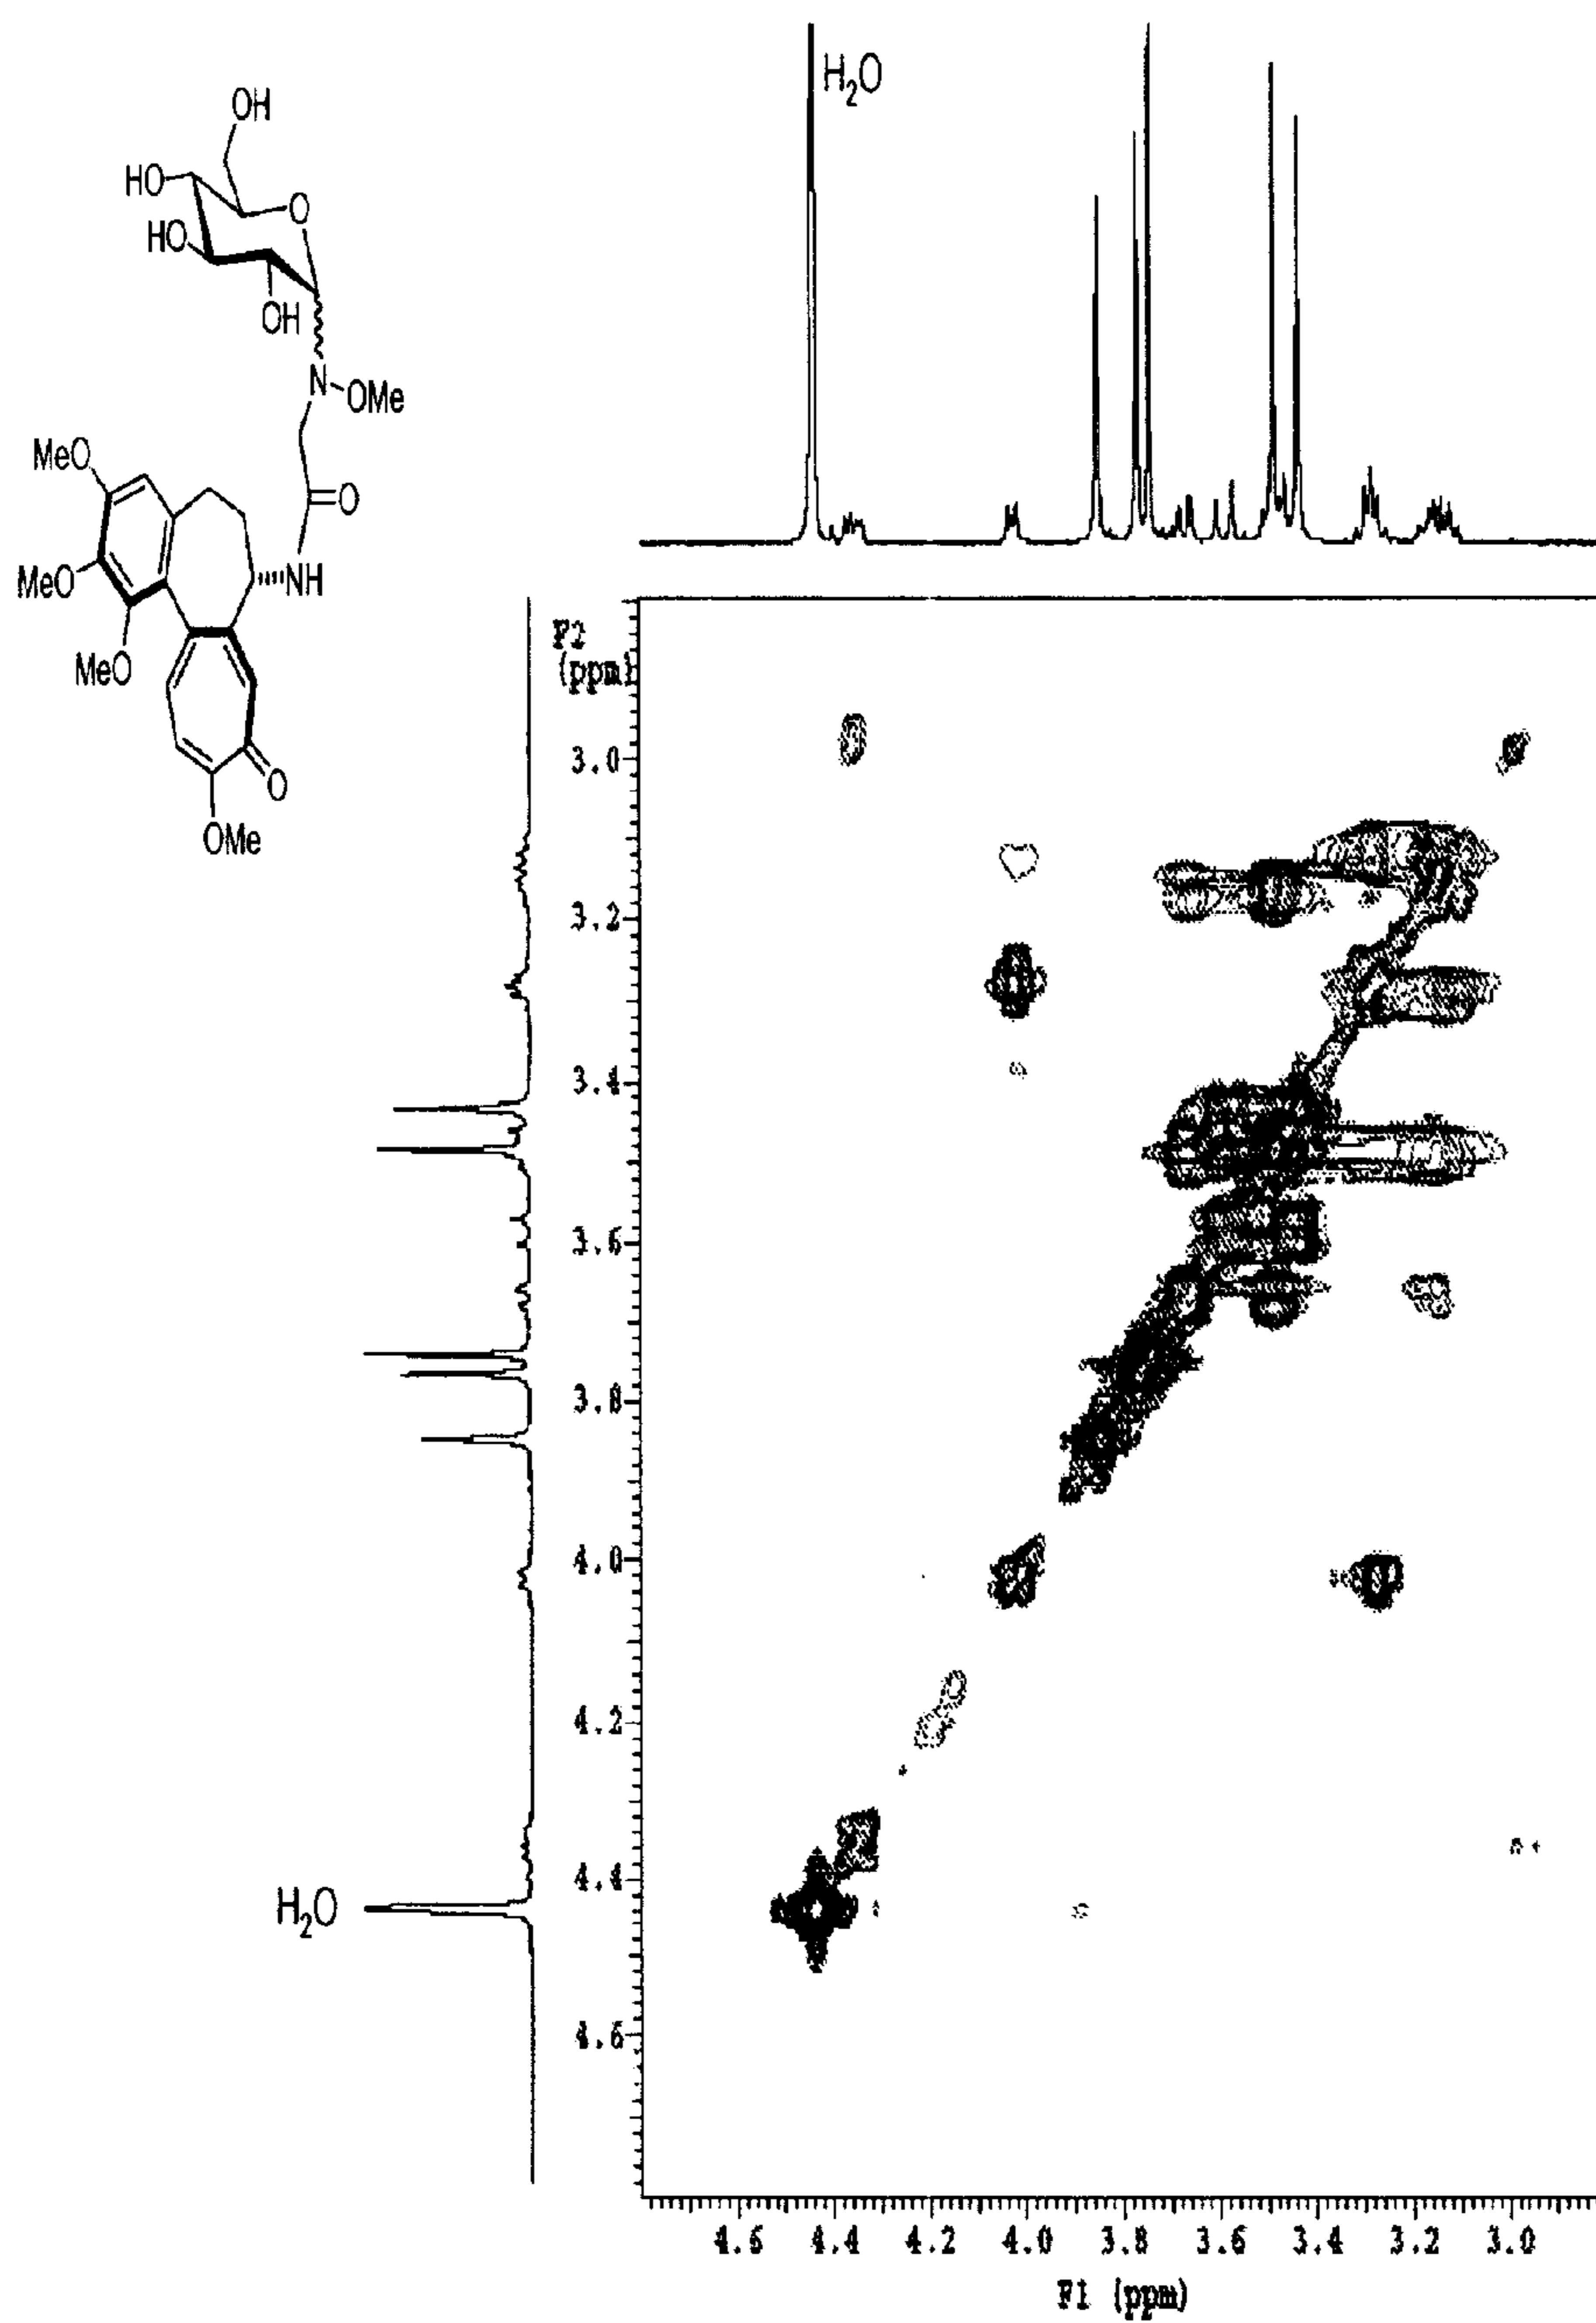 H₂O
OH
HO
O
HO
OH
N
OMe
MeO
O
MeO
NH
MeO
O
OMe
F2
(ppm)
3.0
3.2
3.4
3.6
3.8
4.0
4.2
4.4
H₂O
4.6
4.6 4.4 4.2 4.0 3.8 3.6 3.4 3.2 3.0
F1 (ppm)